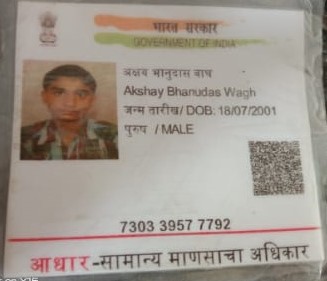 भारत सरकार
GOVERNMENT OF INDIA
अक्षय भानुदास वाघ
Akshay Bhanudas Wagh
जन्म तारीख/ DOB: 18/07/2001
पुरुष / MALE
7303 3957 7792
आधार-सामान्य माणसाचा अधिकार